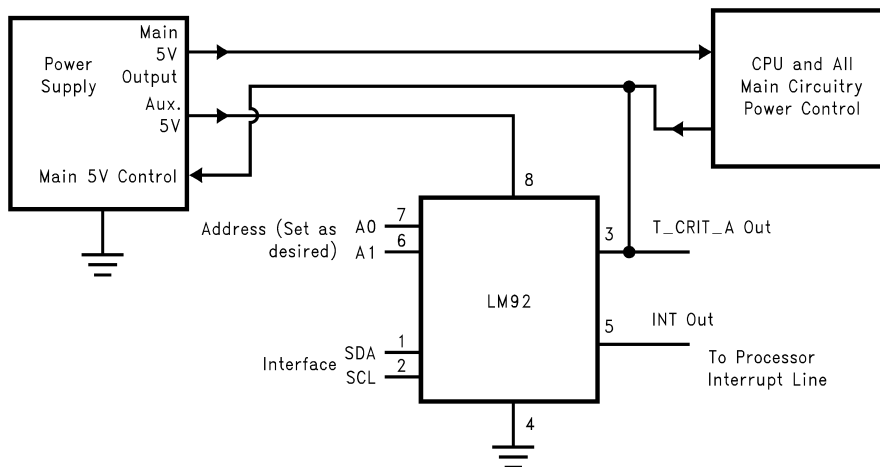 Main
5V
Output
Power
Supply
Aux.
5V
Main 5V Control
CPU and All
Main Circuitry
Power Control
8
Address (Set as
desired)
A0
7
A1
6
3
T_CRIT_A Out
LM92
5
INT Out
To Processor
Interrupt Line
Interface
SDA
1
SCL
2
4